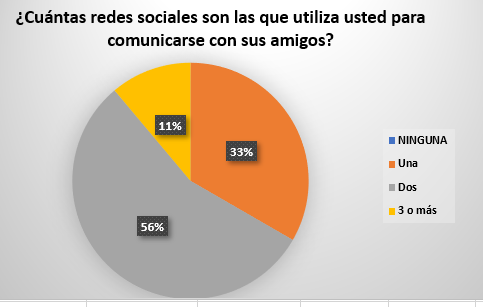 ¿Cuántas redes sociales son las que utiliza usted para
comunicarse con sus amigos?
11%
33%
56%
NINGUNA
Una
Dos
3 o más